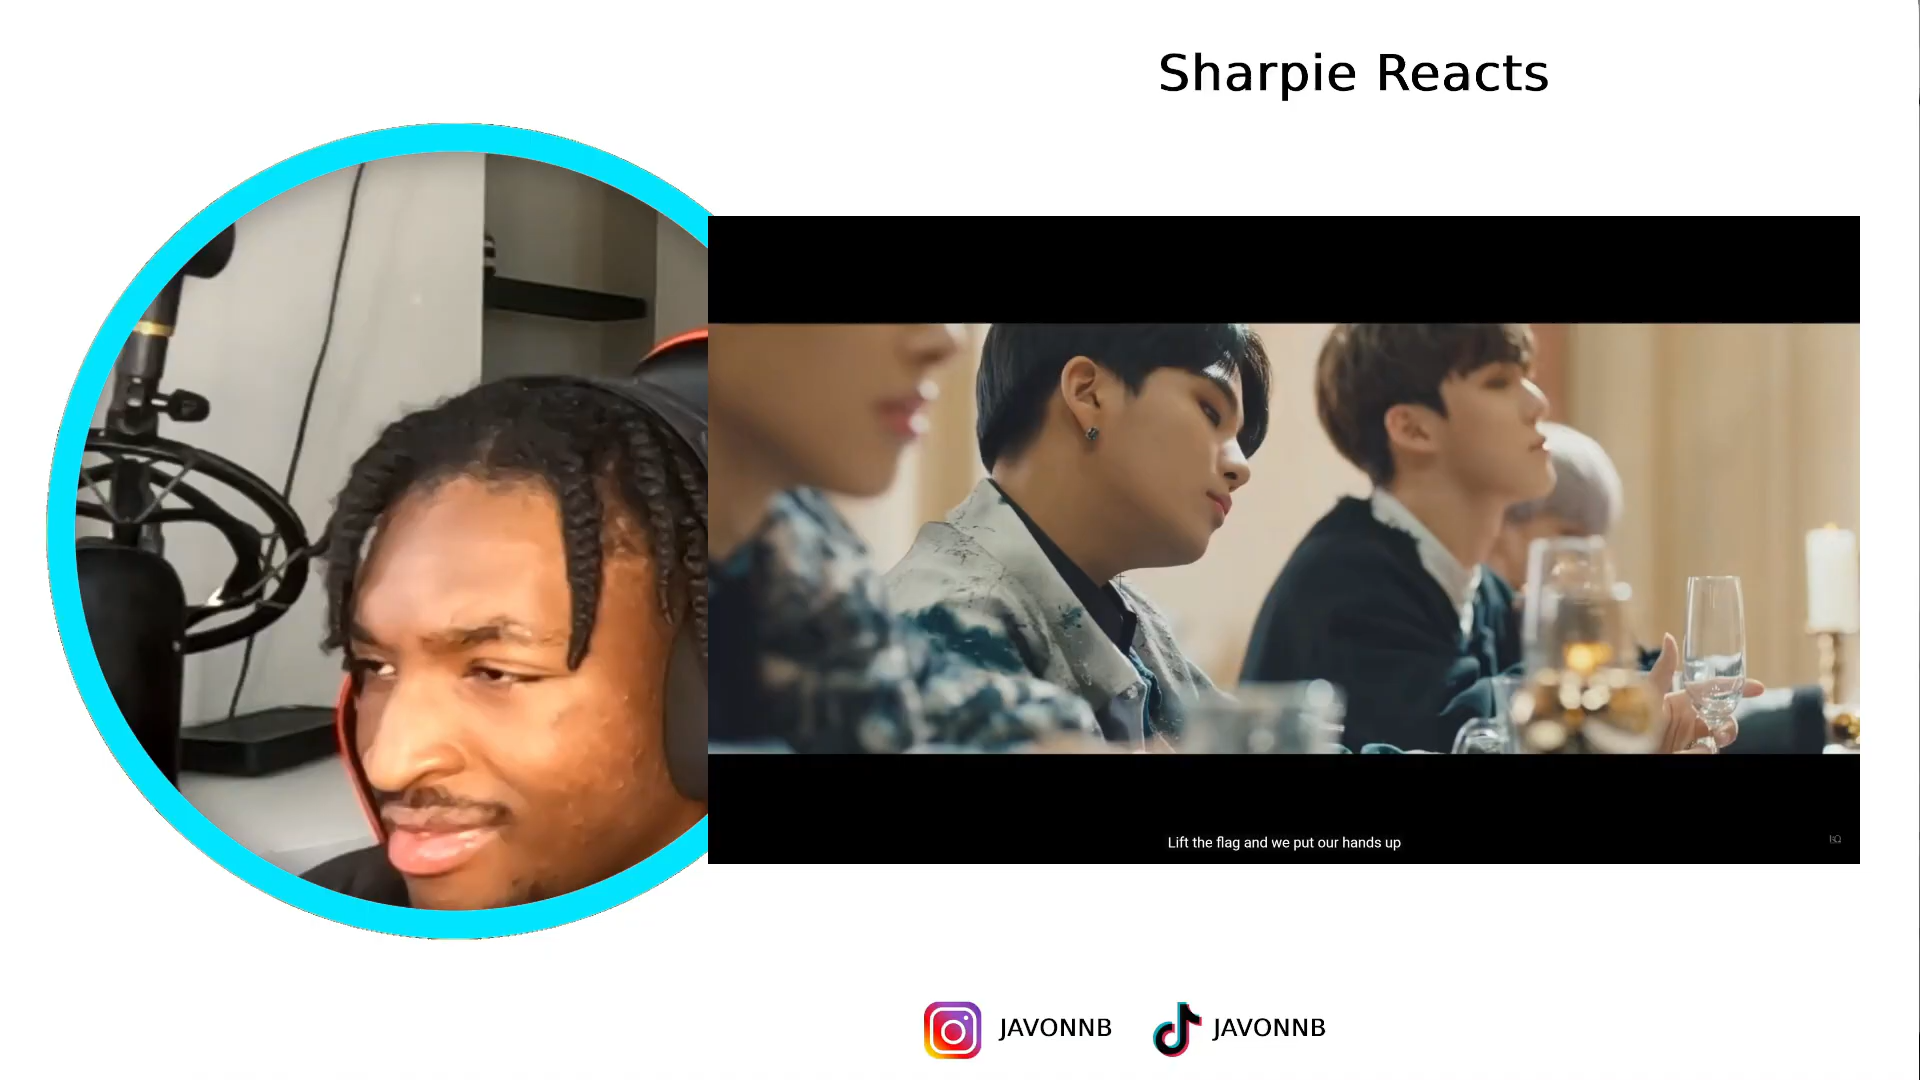 Sharpie Reacts
Lift the flag and we put our hands up
JAVONNB
JAVONNB